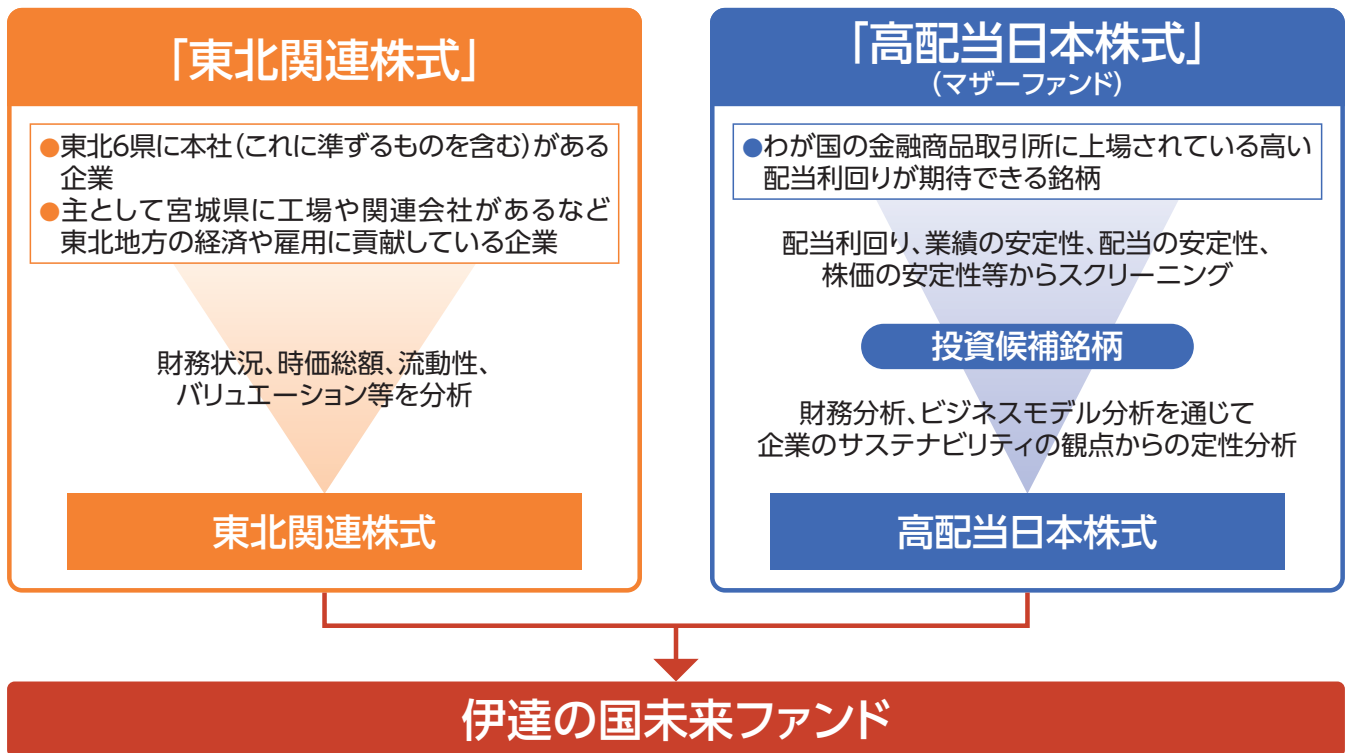 「東北関連株式」
●東北6県に本社(これに準ずるものを含む)がある
企業
●主として宮城県に工場や関連会社があるなど
東北地方の経済や雇用に貢献している企業
財務状況、時価総額、流動性、
バリュエーション等を分析
東北関連株式
「高配当日本株式」
(マザーファンド)
●わが国の金融商品取引所に上場されている高い
配当利回りが期待できる銘柄
配当利回り、業績の安定性、配当の安定性、
株価の安定性等からスクリーニング
投資候補銘柄
財務分析、ビジネスモデル分析を通じて
企業のサステナビリティの観点からの定性分析
高配当日本株式
伊達の国未来ファンド